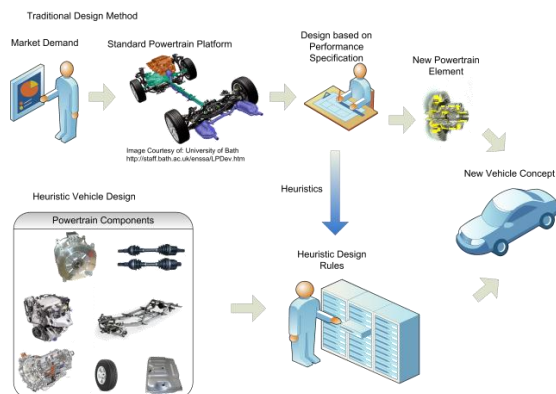 Traditional Design Method
Market Demand
Standard Powertrain Platform
Design based on
Performance
Specification
New Powertrain
Element
Image Courtesy of: University of Bath
http://staff.bath.ac.uk/enssa/LPDev.htm
Heuristics
New Vehicle Concept
Heuristic Vehicle Design
Powertrain Components
Heuristic Design
Rules